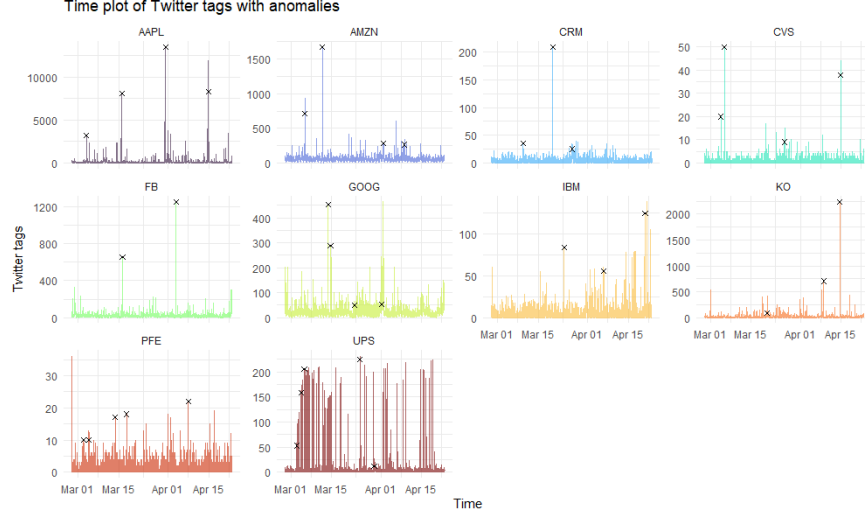 Time plot of Twitter tags with anomalies
AAPL AMZN CRM CVS
10000 5000 0
1500 1000 500 0
200 150 100 50 0
50 40 30 20 10 0
FB GOOG IBM KO
1200 800 400 0
400 300 200 100 0
100 50 0
2000 1500 1000 500 0
Twitter tags
Mar 01 Mar 15 Apr 01 Apr 15
Mar 01 Mar 15 Apr 01 Apr 15
PFE UPS
30 20 10 0
200 150 100 50 0
Mar 01 Mar 15 Apr 01 Apr 15
Mar 01 Mar 15 Apr 01 Apr 15
Time